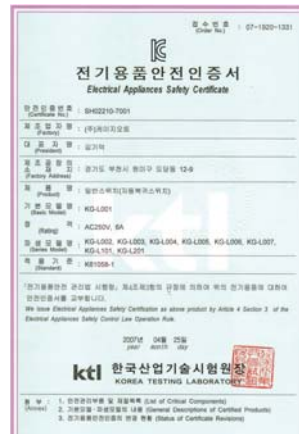 접 수 번 호 : 07-1920-1331
(Order No.)
전기용품안전인증서
Electrical Appliances Safety Certificate
안전인증번호 : SH02210-7001
(Certificate No.)
제 조 업 자 명 : (주)케이지오토
(Factory)
대 표 자 명 :
(President)
제 조 공 장 의
소 재 지 : 경기도 부천시 원미구 도당동 12-9
(Factory Address)
제 품 명 : 일반스위치(자동복귀스위치)
(Product)
기 본 모 델 명 : KG-L001
(Basic Model)
정 격 : AC250V, 6A
(Rating)
파 생 모 델 명 : KG-L002, KG-L003, KG-L004, KG-L005, KG-L006, KG-L007,
(Series Model) KG-L101, KG-L201
적 용 기 준 : K61058-1
(Standard)
「전기용품안전 관리법 시행령」 제4조제3항의 규정에 의하여 위의 전기용품에 대하여
안전인증서를 교부합니다.
We issue Electrical Appliances Safety Certification as above product by Article 4 Section 3. of the
Electrical Appliances Safety Control Law Operation Rule.
2007년 04월 25일
year month day
ktl 한국산업기술시험원장
KOREA TESTING LABORATORY
첨 부 : 1. 안전관리부품 및 재질목록 (List of Critical Components)
(Annex) 2. 기본모델·파생모델의 내용 (General Descriptions of Certified Products)
3. 전기용품안전인증의 변경 현황 (Status of Certificate Revisions)